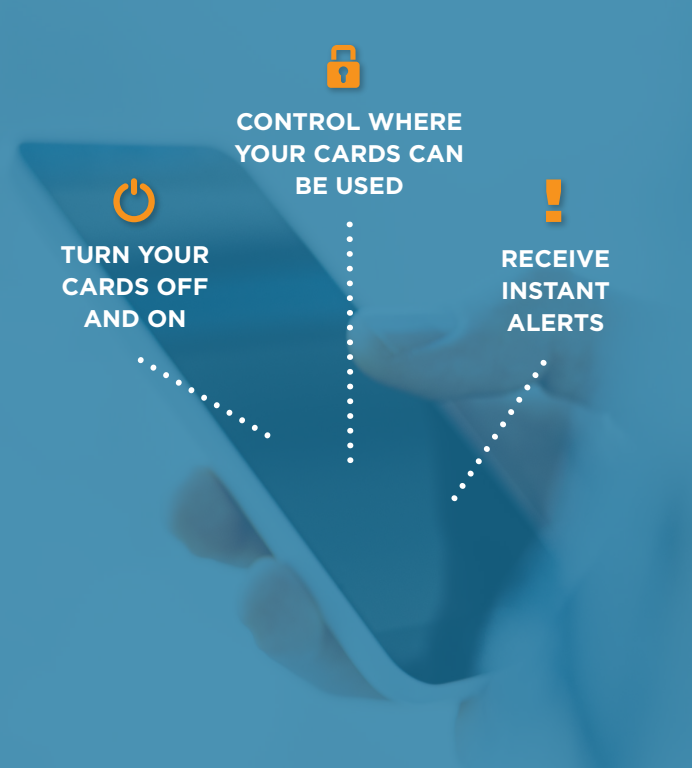 CONTROL WHERE
YOUR CARDS CAN
BE USED
TURN YOUR
CARDS OFF
AND ON
RECEIVE
INSTANT
ALERTS